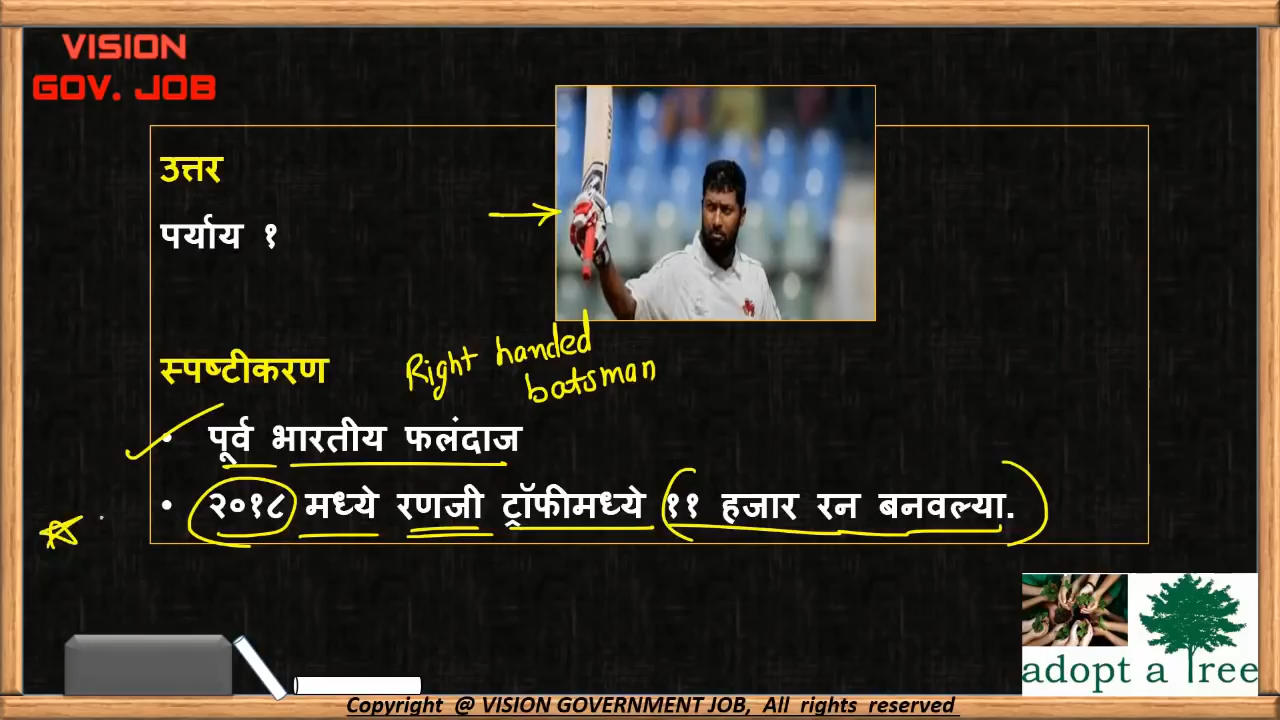 VISION
GOV. JOB
उत्तर
पर्याय १
स्पष्टीकरण
Right handed
batsman
• पूर्व भारतीय फलंदाज
• २०१८ मध्ये रणजी ट्रॉफीमध्ये ११ हजार रन बनवल्या.
adopt a Tree
Copyright @ VISION GOVERNMENT JOB, All rights reserved